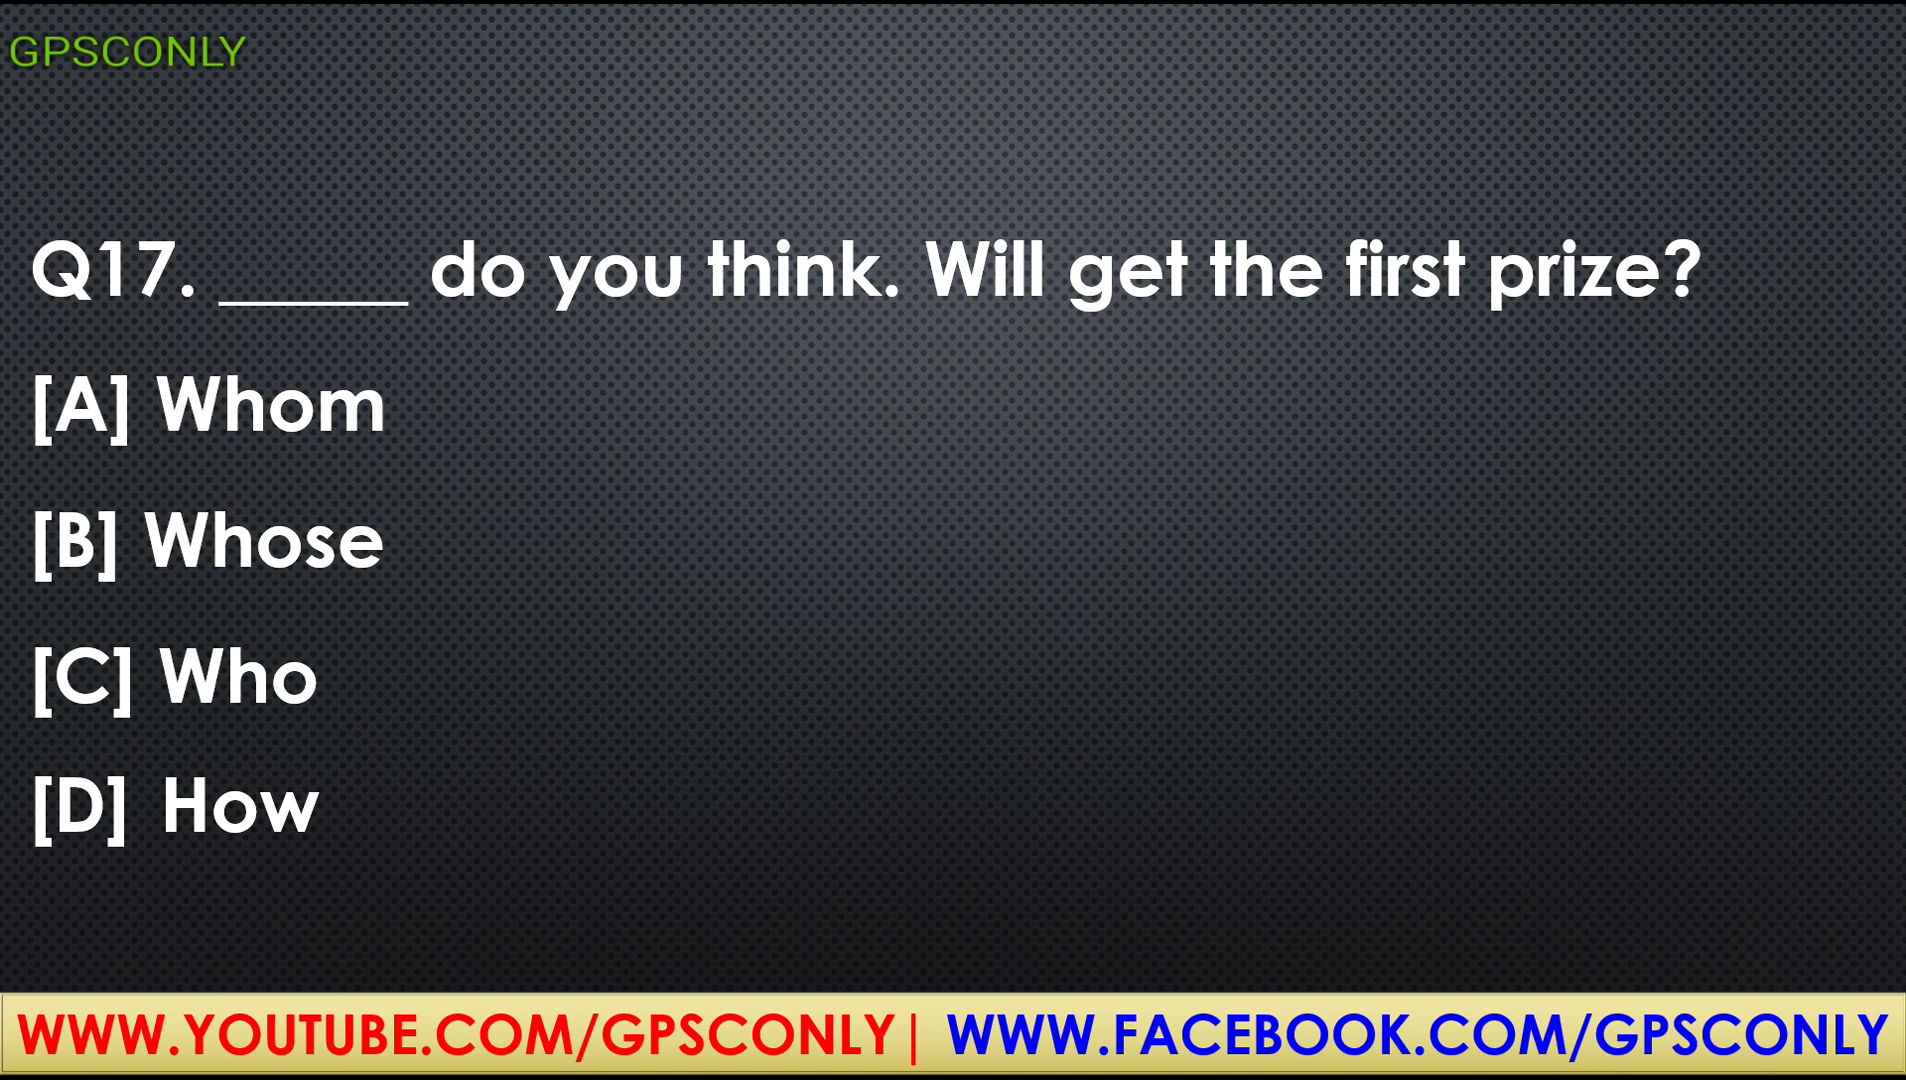 GPSCONLY
Q17. _____ do you think. Will get the first prize?
[A] Whom
[B] Whose
[C] Who
[D] How
WWW.YOUTUBE.COM/GPSCONLY| WWW.FACEBOOK.COM/GPSCONLY